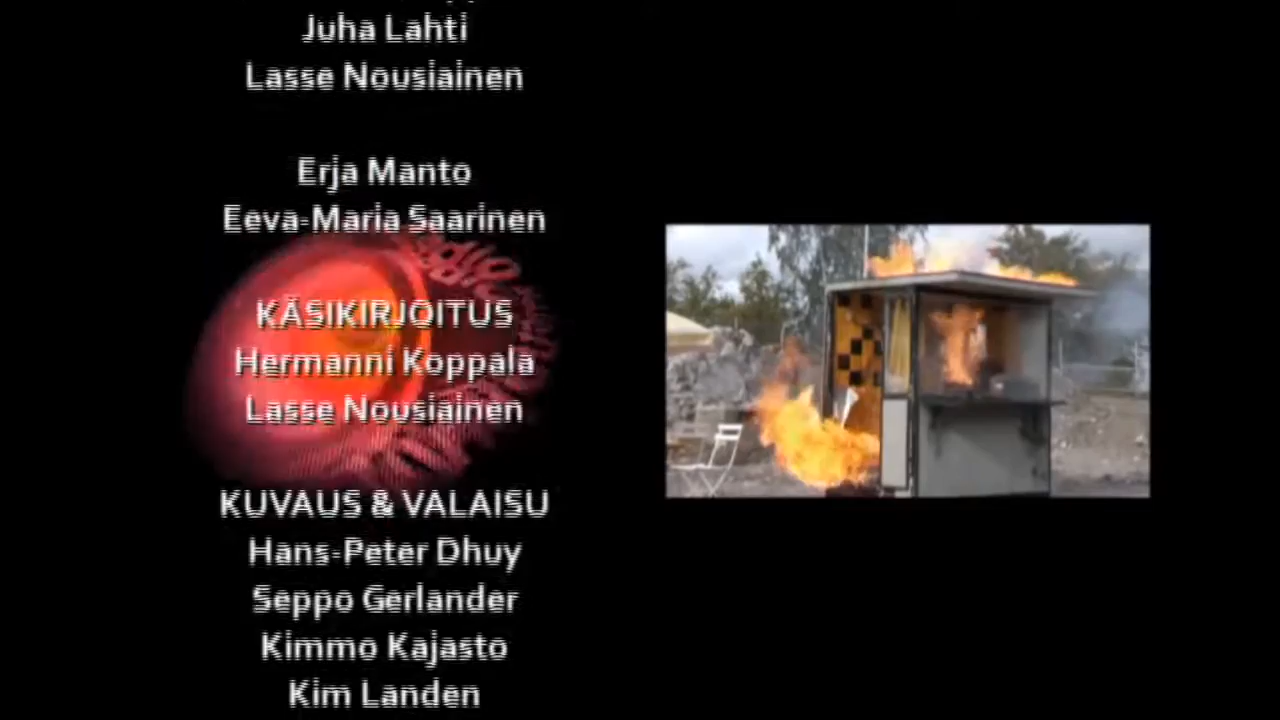 Juha Lahti
Lasse Nousiainen
Erja Manto
Eeva-Maria Saarinen
KÄSIKIRJOITUS
Hermanni Koppala
Lasse Nousiainen
KUVAUS & VALAISU
Hans-Peter Dhuy
Seppo Gerlander
Kimmo Kajasto
Kim Landen